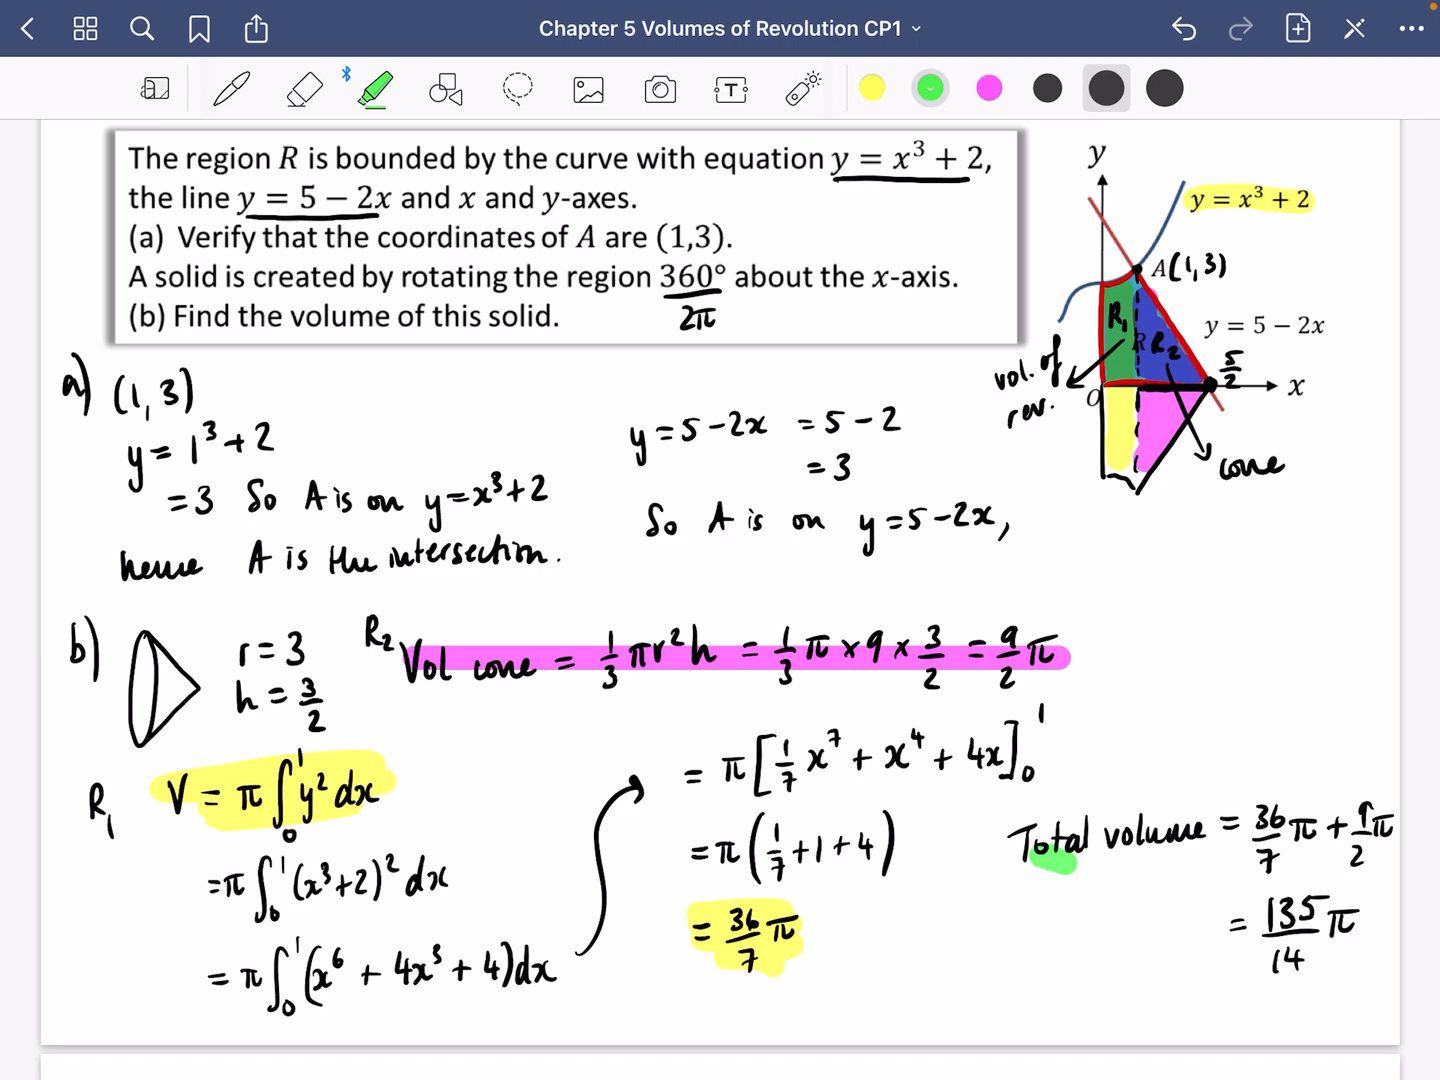 Chapter 5 Volumes of Revolution CP1
T
The region R is bounded by the curve with equation y = x³ + 2,
the line y = 5 − 2x and x and y-axes.
(a) Verify that the coordinates of A are (1,3).
A solid is created by rotating the region 360° about the x-axis.
(b) Find the volume of this solid.
2π
y
y = x³ + 2
A(1,3)
R₁
R
R₂
y = 5 − 2x
5/2
x
O
vol. of
rev.
cone
a) (1,3)
y = 1³ + 2
= 3 So A is on y = x³ + 2
hence A is the intersection.
y = 5 − 2x = 5 − 2
= 3
So A is on y = 5 − 2x,
b)
r = 3
h = 3/2
R₂ Vol cone = 1/3 πr²h = 1/3 π × 9 × 3/2 = 9/2 π
R₁ V = π ∫₀¹ y² dx
= π ∫₀¹ (x³+2)² dx
= π ∫₀¹ (x⁶ + 4x³ + 4) dx
= π [1/7 x⁷ + x⁴ + 4x]₀¹
= π (1/7 + 1 + 4)
= 36/7 π
Total volume = 36/7 π + 9/2 π
= 135/14 π